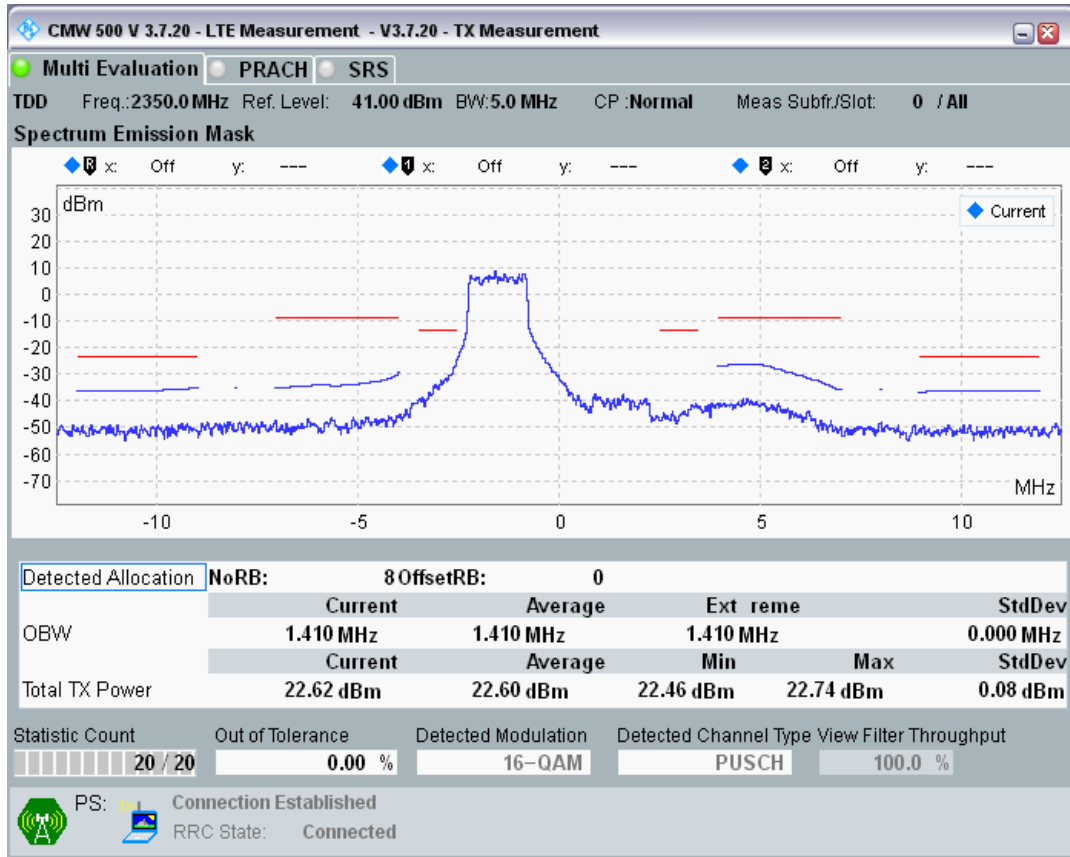 CMW 500 V 3.7.20 - LTE Measurement - V3.7.20 - TX Measurement
Multi Evaluation PRACH SRS
TDD Freq.:2350.0 MHz Ref. Level: 41.00 dBm BW:5.0 MHz CP :Normal Meas Subfr./Slot: 0 / All
Spectrum Emission Mask
R x: Off y: --- 1 x: Off y: --- 2 x: Off y: ---
dBm
Current
30
20
10
0
-10
-20
-30
-40
-50
-60
-70
MHz
-10 -5 0 5 10
Detected Allocation NoRB: 8 OffsetRB: 0
Current Average Ext reme StdDev
OBW 1.410 MHz 1.410 MHz 1.410 MHz 0.000 MHz
Current Average Min Max StdDev
Total TX Power 22.62 dBm 22.60 dBm 22.46 dBm 22.74 dBm 0.08 dBm
Statistic Count Out of Tolerance Detected Modulation Detected Channel Type View Filter Throughput
20 / 20 0.00 % 16-QAM PUSCH 100.0 %
PS: Connection Established
RRC State: Connected